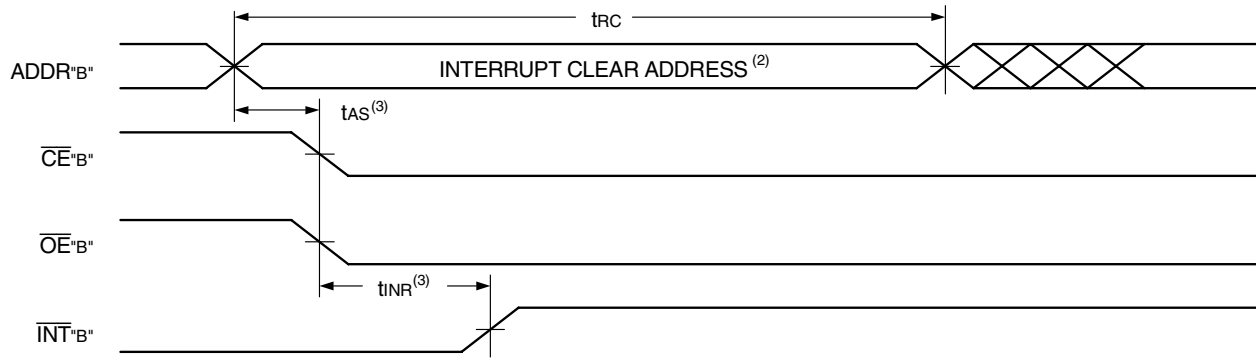 tRC
ADDR"B"
INTERRUPT CLEAR ADDRESS(2)
tAS(3)
CE"B"
OE"B"
tINR(3)
INT"B"